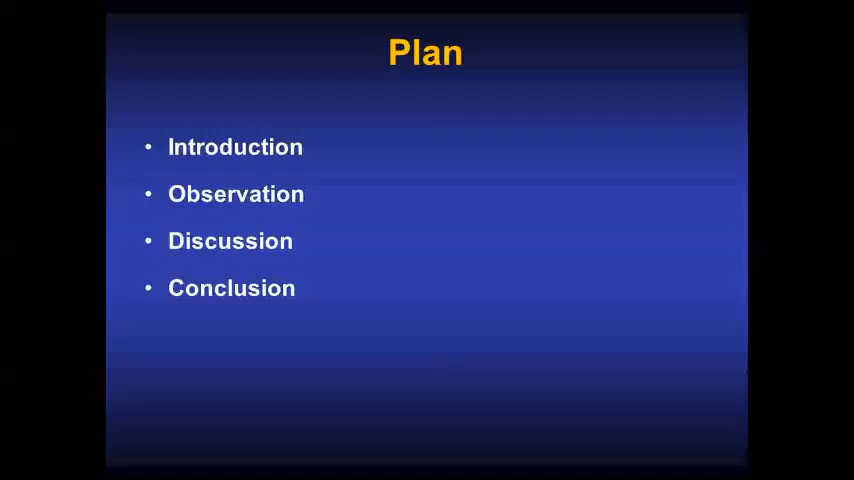 Plan
• Introduction
• Observation
• Discussion
• Conclusion